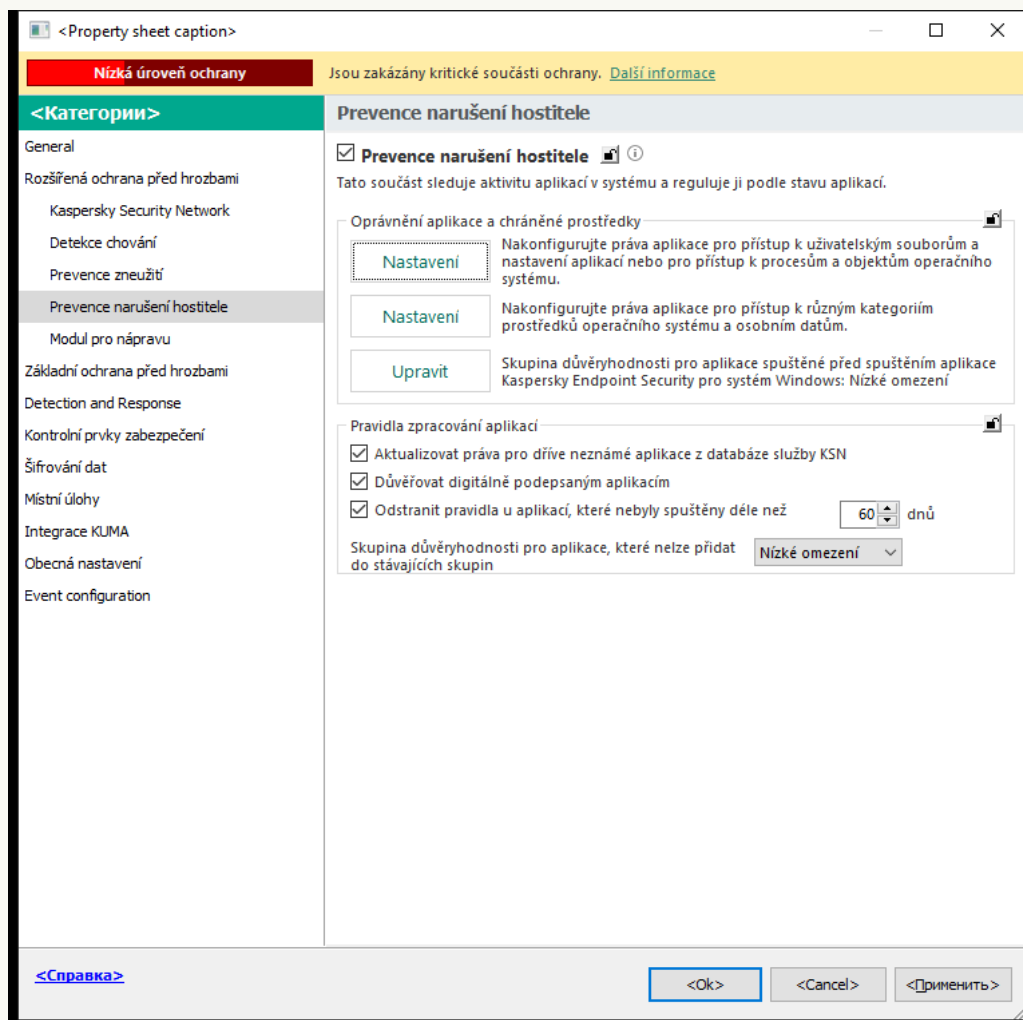 <Property sheet caption>
Nízká úroveň ochrany
Jsou zakázány kritické součásti ochrany. Další informace
<Категории>
General
Rozšířená ochrana před hrozbami
Kaspersky Security Network
Detekce chování
Prevence zneužití
Prevence narušení hostitele
Modul pro nápravu
Základní ochrana před hrozbami
Detection and Response
Kontrolní prvky zabezpečení
Šifrování dat
Místní úlohy
Integrace KUMA
Obecná nastavení
Event configuration
Prevence narušení hostitele
Prevence narušení hostitele
Tato součást sleduje aktivitu aplikací v systému a reguluje ji podle stavu aplikací.
Oprávnění aplikace a chráněné prostředky
Nastavení
Nakonfigurujte práva aplikace pro přístup k uživatelským souborům a
nastavení aplikací nebo pro přístup k procesům a objektům operačního
systému.
Nastavení
Nakonfigurujte práva aplikace pro přístup k různým kategoriím
prostředků operačního systému a osobním datům.
Upravit
Skupina důvěryhodnosti pro aplikace spuštěné před spuštěním aplikace
Kaspersky Endpoint Security pro systém Windows: Nízké omezení
Pravidla zpracování aplikací
Aktualizovat práva pro dříve neznámé aplikace z databáze služby KSN
Důvěřovat digitálně podepsaným aplikacím
Odstranit pravidla u aplikací, které nebyly spuštěny déle než 60 dnů
Skupina důvěryhodnosti pro aplikace, které nelze přidat
do stávajících skupin
Nízké omezení
<Справка>
<Ok> <Cancel> <Применить>